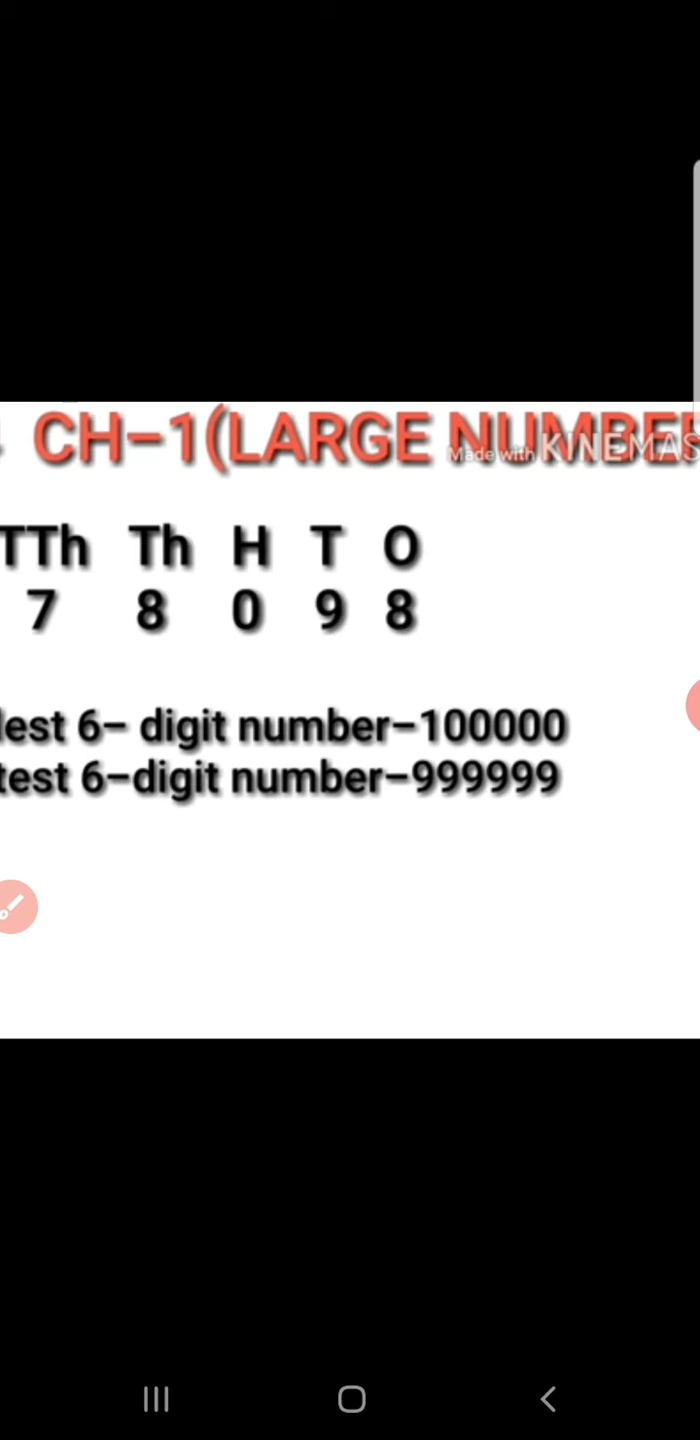 CH-1(LARGE NUMBER
Made with KINEMAS
TTh Th H T O
7 8 0 9 8
lest 6- digit number-100000
test 6-digit number-999999